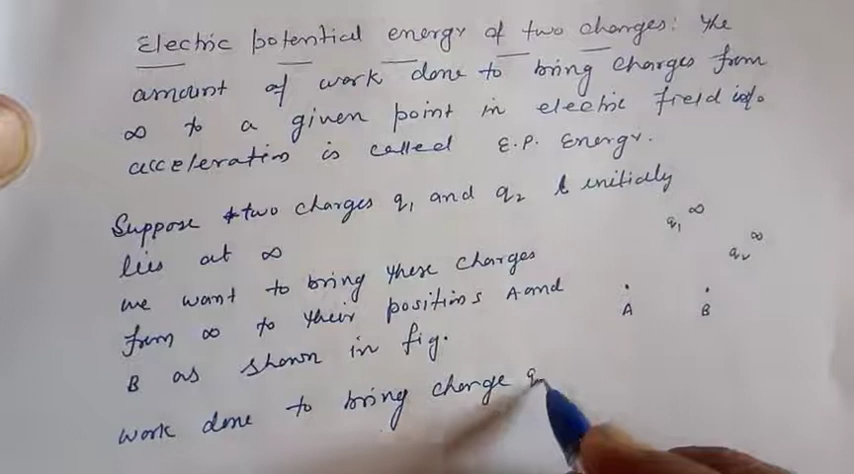 Electric potential energy of two charges: The
amount of work done to bring charges from
∞ to a given point in electric field w/o
acceleration is called E.P. Energy.
Suppose two charges q1 and q2 initially
lies at ∞
we want to bring these charges
from ∞ to their positions A and
B as shown in fig.
work done to bring charge q
q1 ∞
q2 ∞
A B